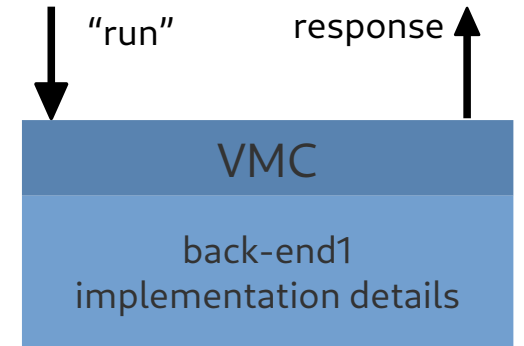 “run”
response
VMC
back-end1
implementation details